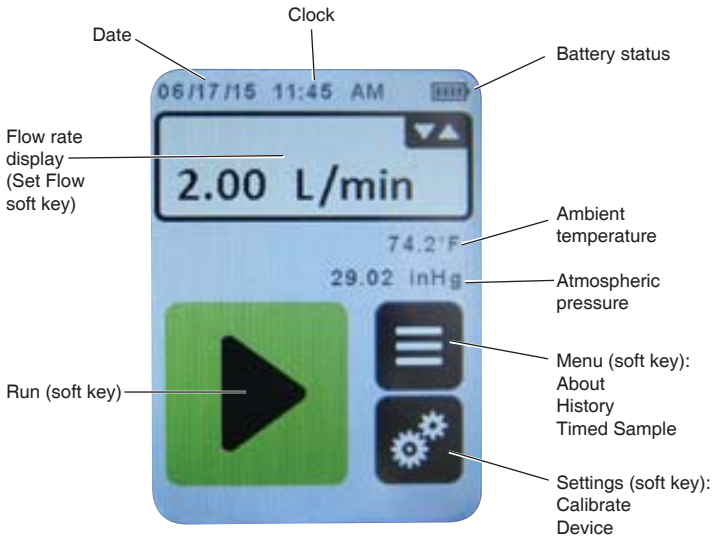 Clock
Date
Battery status
06/17/15 11:45 AM
Flow rate
display
(Set Flow
soft key)
2.00 L/min
Ambient
temperature
74.2°F
29.02 inHg
Atmospheric
pressure
Menu (soft key):
About
History
Timed Sample
Run (soft key)
Settings (soft key):
Calibrate
Device